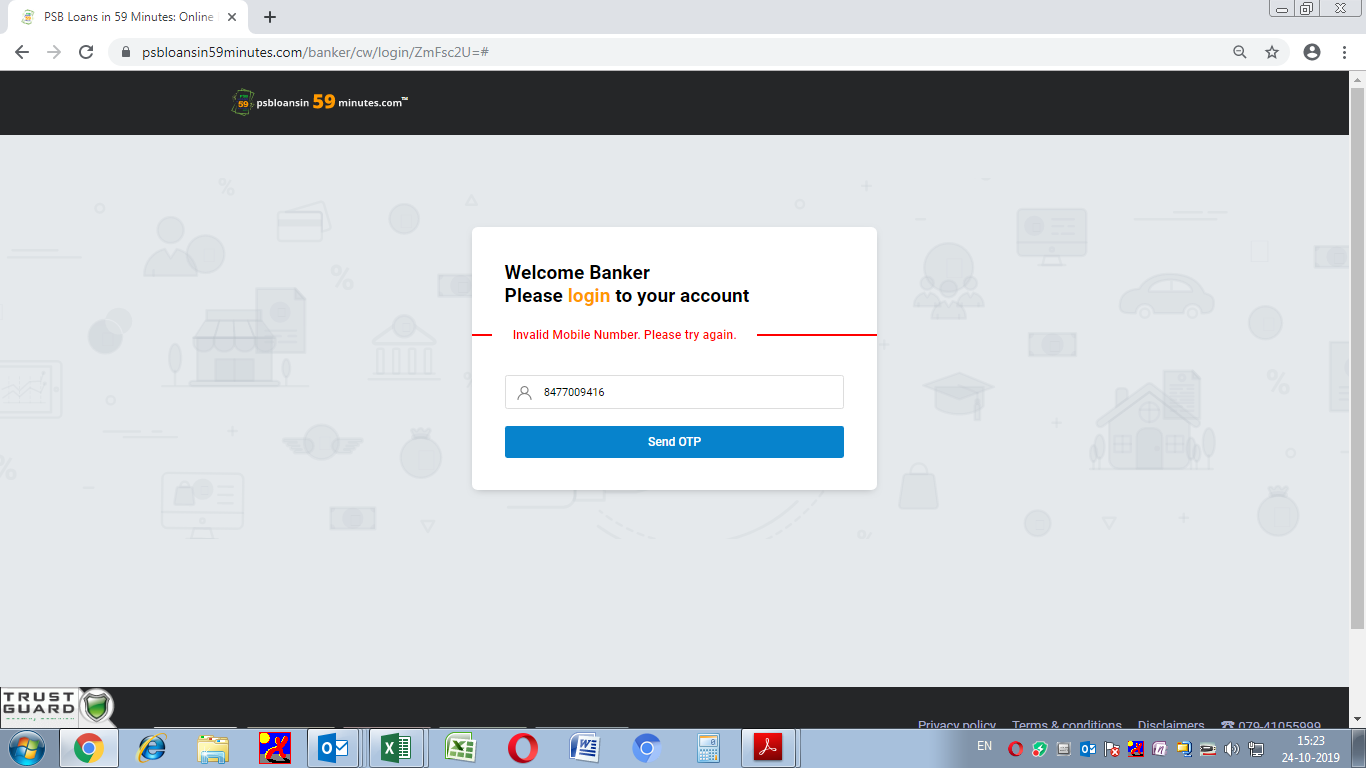 PSB Loans in 59 Minutes: Online
psbloansin59minutes.com/banker/cw/login/ZmFsc2U=#
59 psbloansin 59 minutes.com™
Welcome Banker
Please login to your account
Invalid Mobile Number. Please try again.
8477009416
Send OTP
TRUST
GUARD
Privacy policy Terms & conditions Disclaimers 079-41055999
EN
15:23
24-10-2019